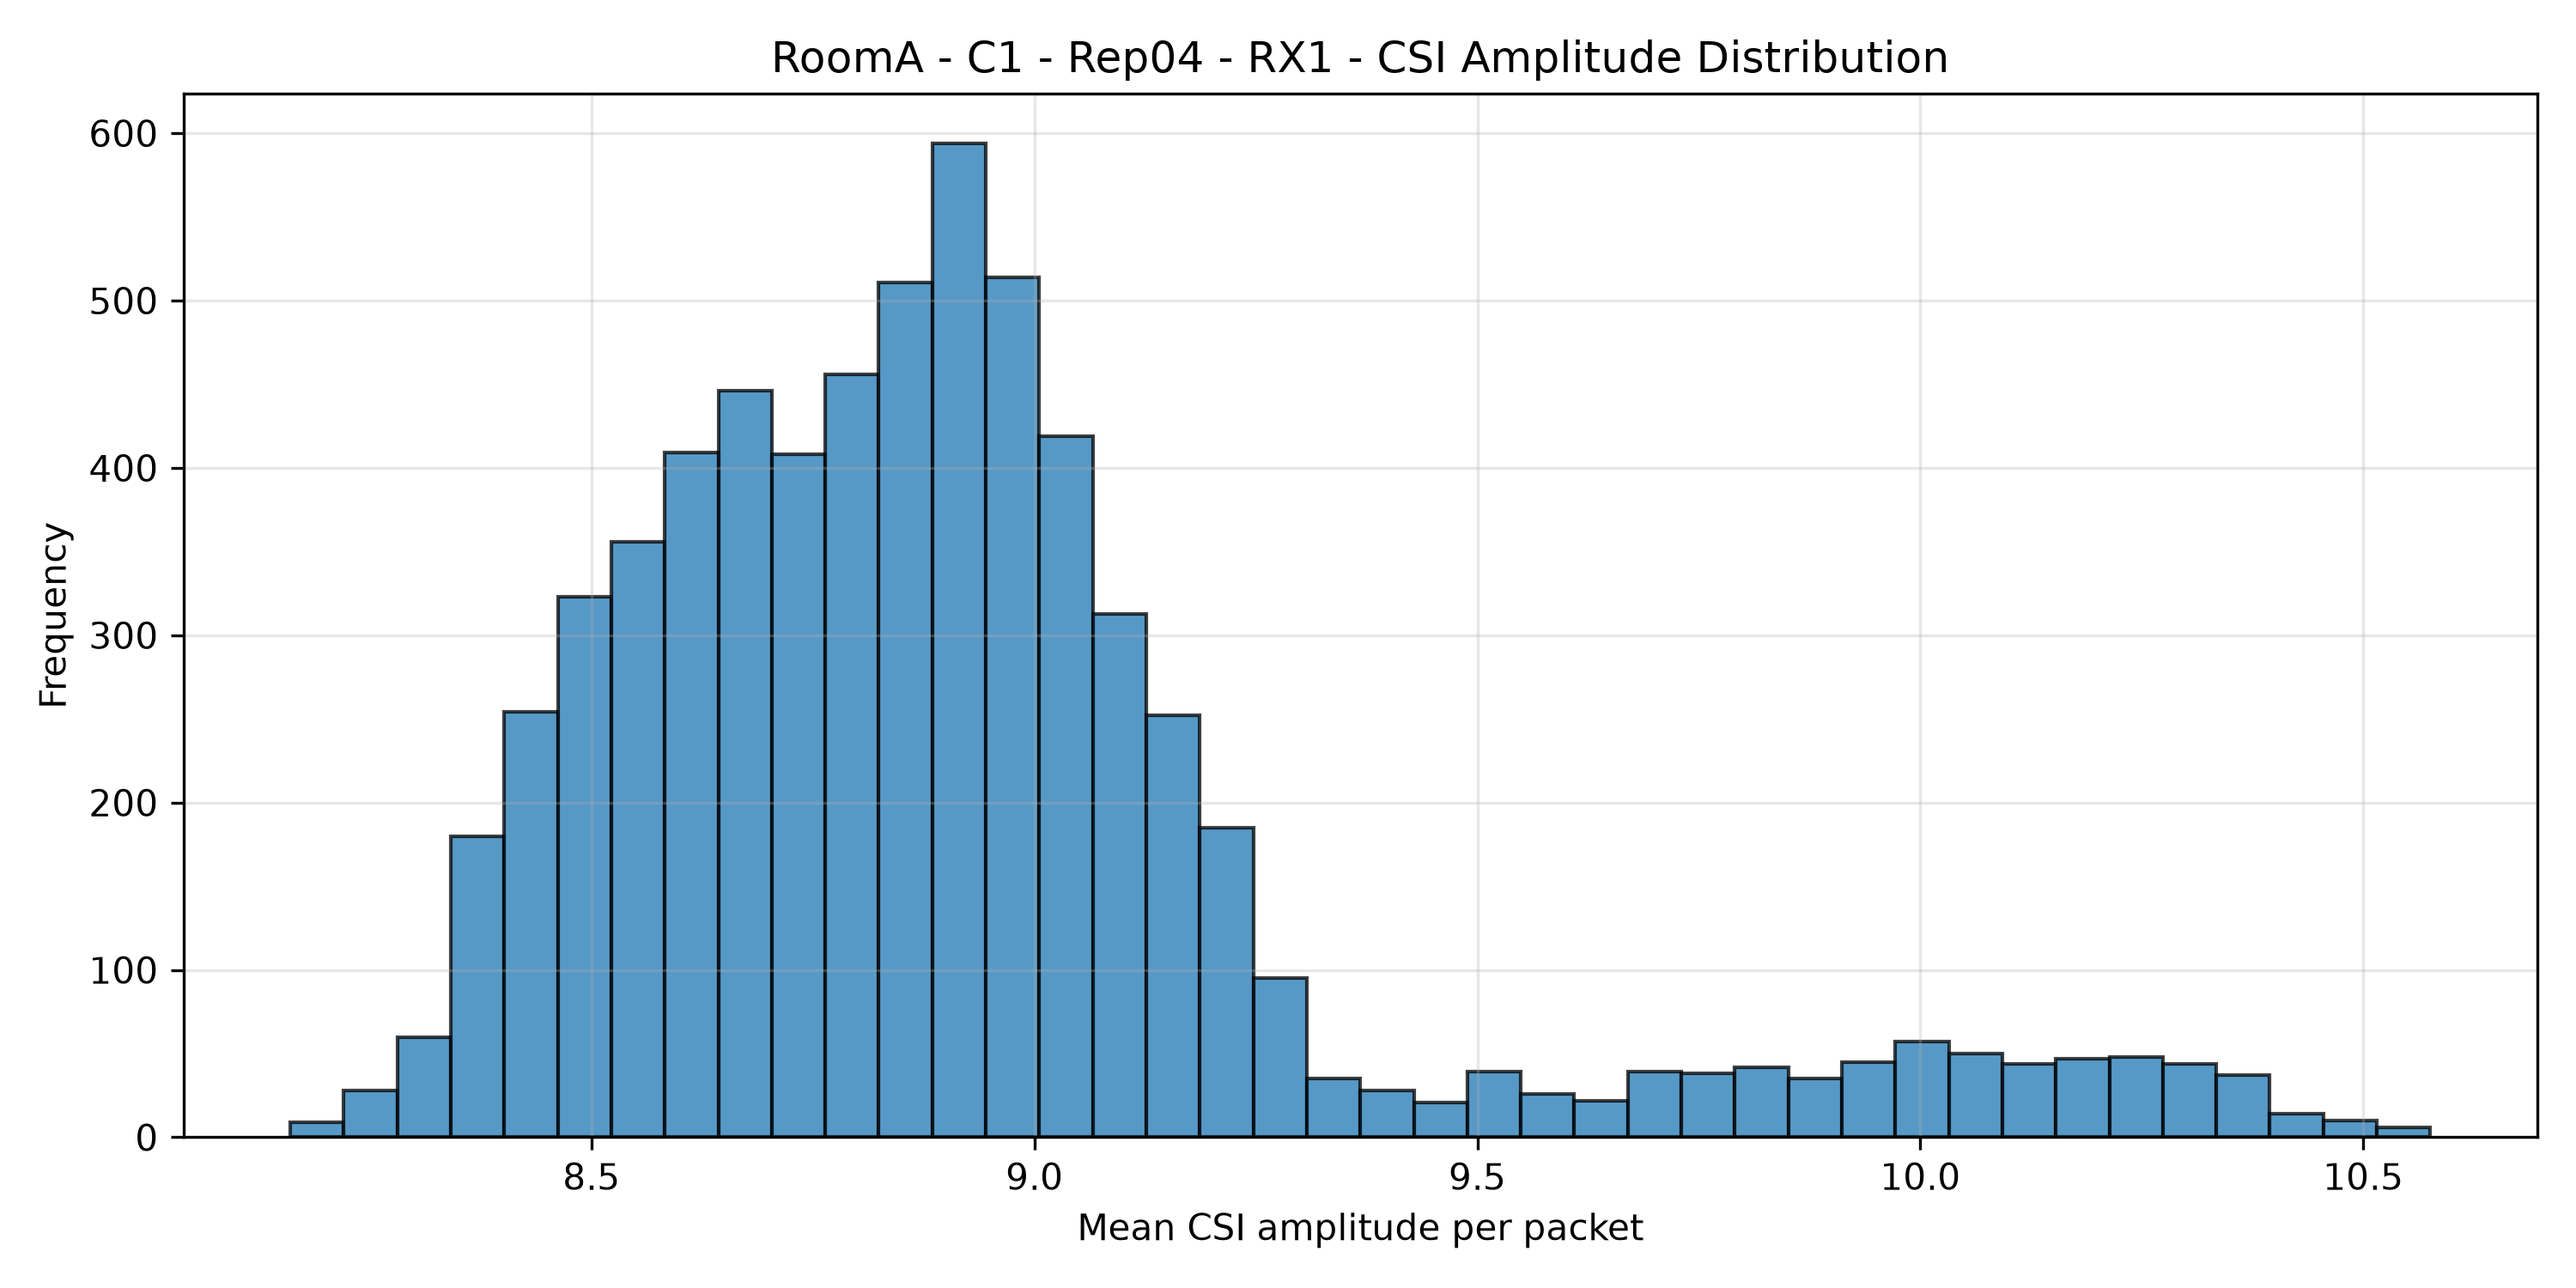 RoomA - C1 - Rep04 - RX1 - CSI Amplitude Distribution
600
500
400
300
200
100
0
Frequency
8.5 9.0 9.5 10.0 10.5
Mean CSI amplitude per packet